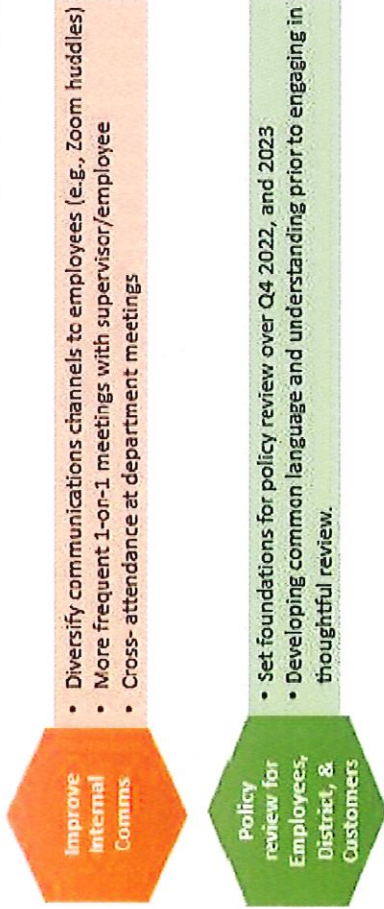 Improve
Internal
Comms
• Diversify communications channels to employees (e.g., Zoom huddles)
• More frequent 1-on-1 meetings with supervisor/employee
• Cross- attendance at department meetings
Policy
review for
Employees,
District, &
Customers
• Set foundations for policy review over Q4 2022, and 2023
• Developing common language and understanding prior to engaging in
thoughtful review.